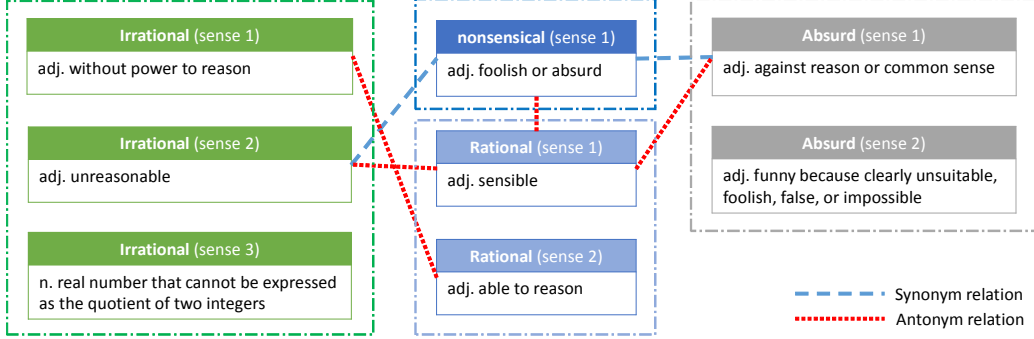 Irrational (sense 1)
adj. without power to reason
Irrational (sense 2)
adj. unreasonable
Irrational (sense 3)
n. real number that cannot be expressed
as the quotient of two integers
nonsensical (sense 1)
adj. foolish or absurd
Rational (sense 1)
adj. sensible
Rational (sense 2)
adj. able to reason
Absurd (sense 1)
adj. against reason or common sense
Absurd (sense 2)
adj. funny because clearly unsuitable,
foolish, false, or impossible
Synonym relation
Antonym relation